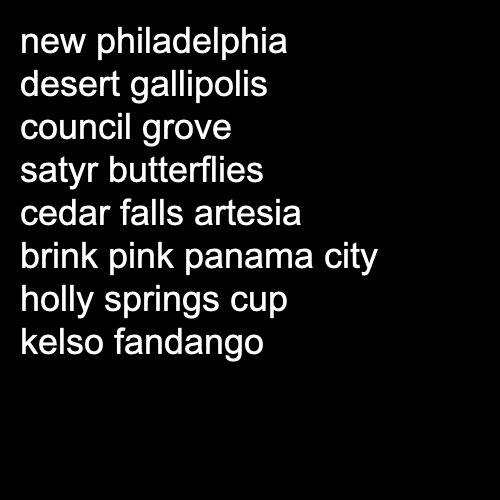 new philadelphia
desert gallipolis
council grove
satyr butterflies
cedar falls artesia
brink pink panama city
holly springs cup
kelso fandango